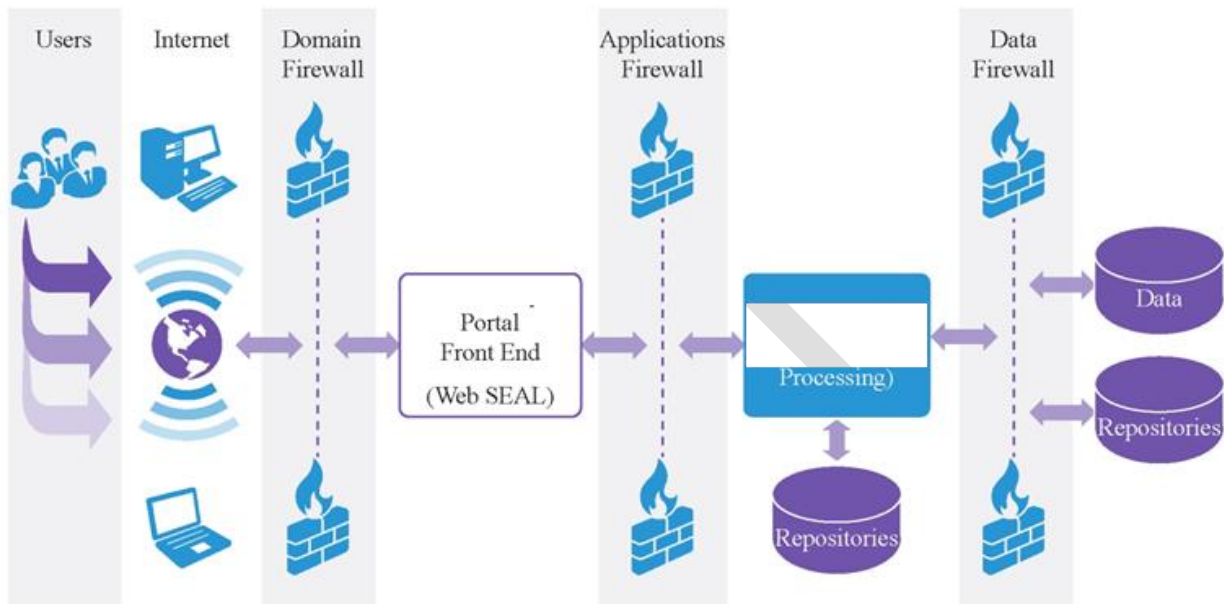 Users
Internet
Domain
Firewall
Applications
Firewall
Data
Firewall
Portal
Front End
(Web SEAL)
Processing)
Data
Repositories
Repositories